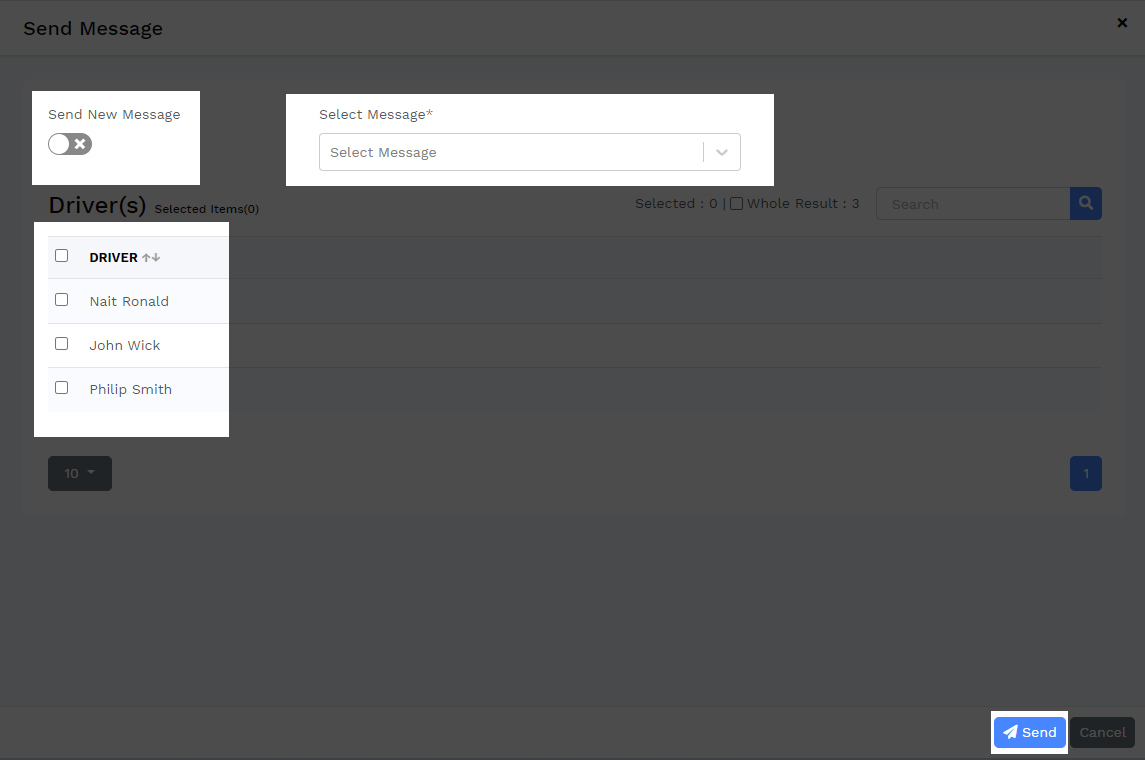 Send Message
Send New Message
Select Message*
Select Message
Driver(s) Selected Items(0)
Selected : 0 | Whole Result : 3
Search
DRIVER
Nait Ronald
John Wick
Philip Smith
10
1
Send
Cancel